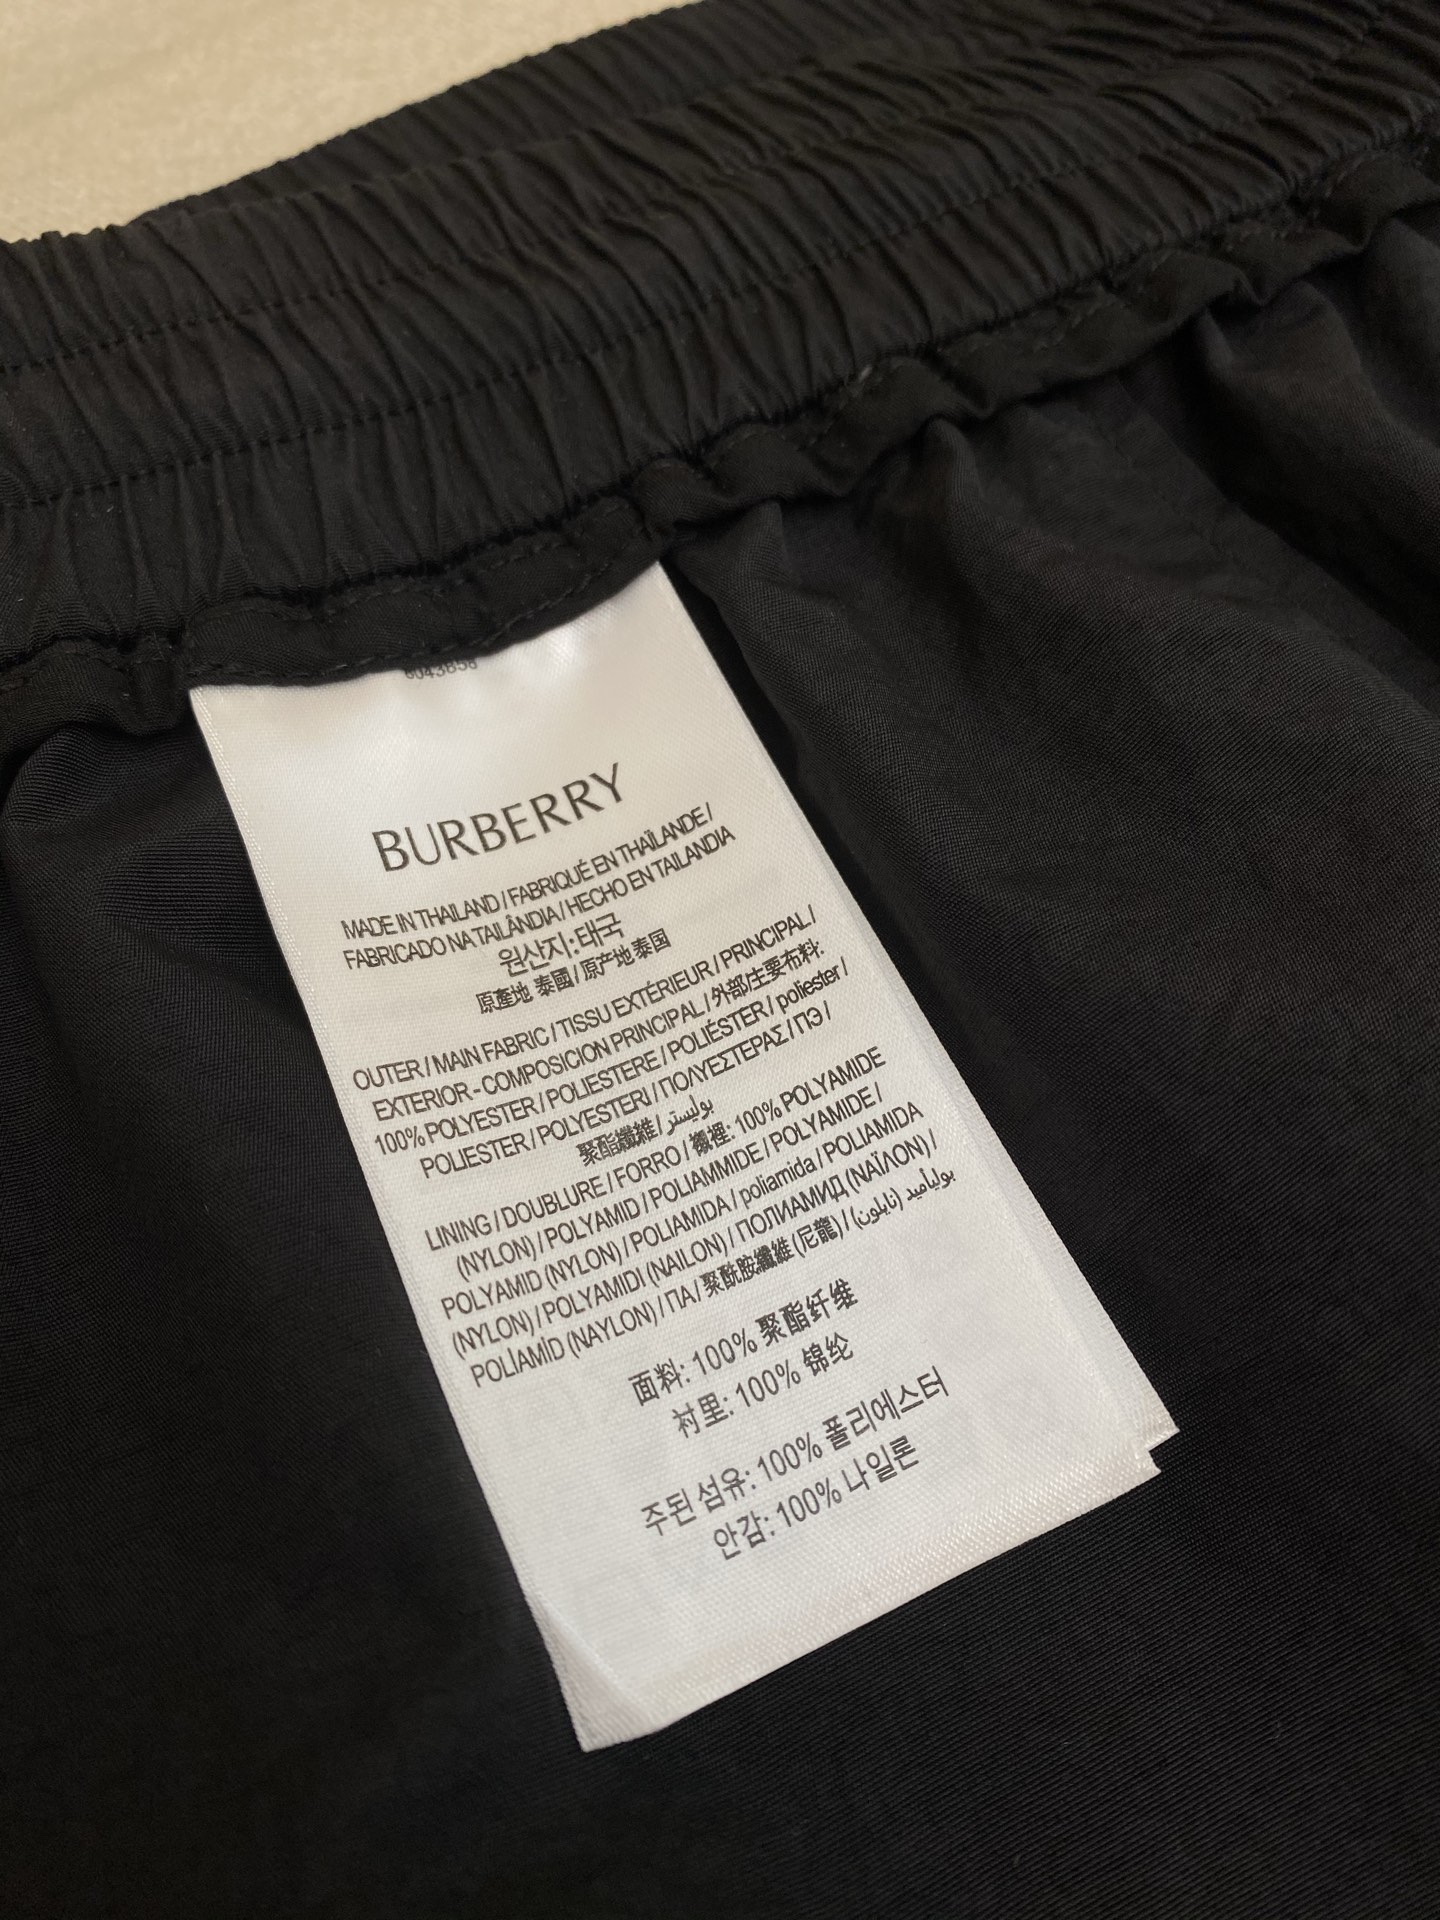 8043858
BURBERRY
MADE IN THAILAND / FABRIQUÉ EN THAÏLANDE /
FABRICADO NA TAILÂNDIA / HECHO EN TAILANDIA
원산지: 태국
原產地 泰國 / 原产地 泰国
OUTER / MAIN FABRIC / TISSU EXTÉRIEUR / PRINCIPAL /
EXTERIOR - COMPOSICION PRINCIPAL / 外部/主要布料:
100% POLYESTER / POLIESTERE / POLIÉSTER / poliester /
POLIESTER / POLYESTERI / ΠΟΛΥΕΣΤΕΡΑΣ / ПЭ /
聚酯纖維 / بوليستر
LINING / DOUBLURE / FORRO / 襯裡: 100% POLYAMIDE
(NYLON) / POLYAMID / POLIAMMIDE / POLYAMIDE /
POLYAMID (NYLON) / POLIAMIDA / poliamida / POLIAMIDA
(NYLON) / POLYAMIDI (NAILON) / ΠΟΛΙΑΜΙΔ (ΝΑΪΛΟΝ) /
POLİAMİD (NAYLON) / ПА / 聚酰胺纖維 (尼龍) / بولياميد (نايلون)
面料: 100% 聚酯纤维
衬里: 100% 锦纶
주된 섬유: 100% 폴리에스터
안감: 100% 나일론